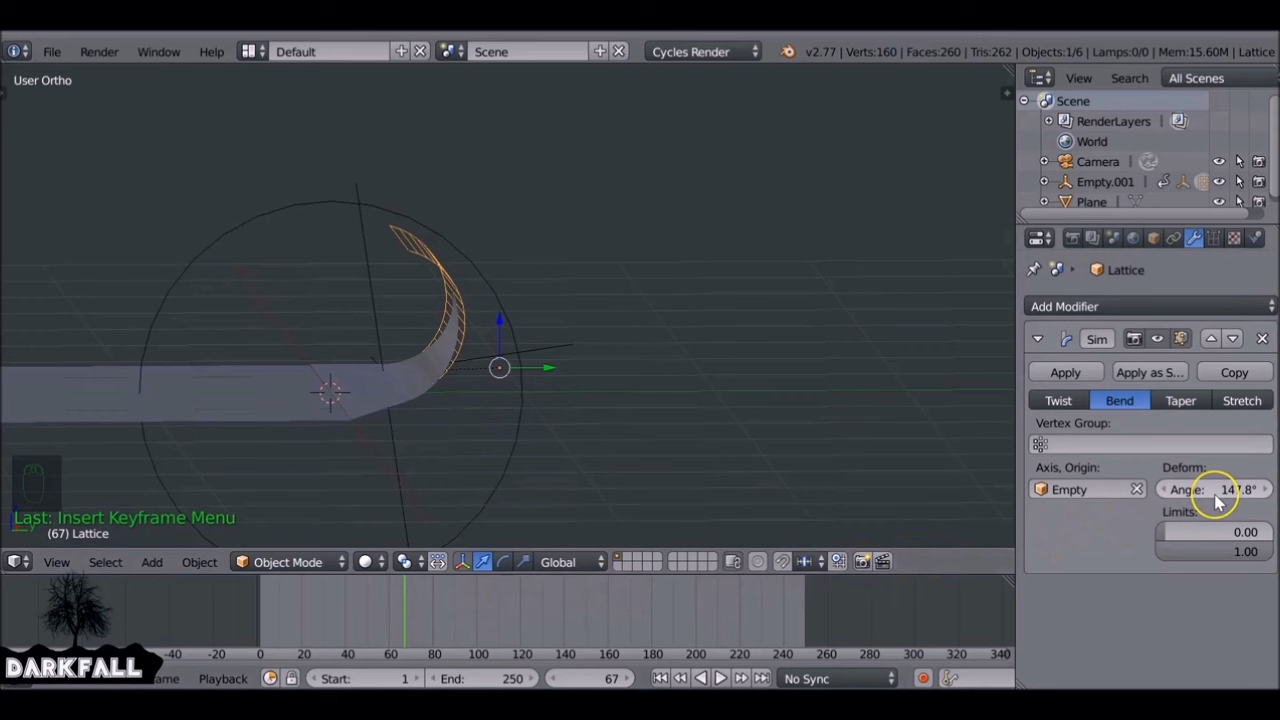 File Render Window Help Default Scene Cycles Render v2.77 | Verts:160 | Faces:260 | Tris:262 | Objects:1/6 | Lamps:0/0 | Mem:15.60M | Lattice
User Ortho
View Search All Scenes
Scene
RenderLayers
World
Camera
Empty.001
Plane
Lattice
Add Modifier
Sim
Apply Apply as S... Copy
Twist Bend Taper Stretch
Vertex Group:
Axis, Origin: Deform:
Empty Angle:
Limits:
0.00
1.00
Last: Insert Keyframe Menu
(67) Lattice
View Select Add Object Object Mode Global
-40 -20 0 20 40 60 80 100 120 140 160 180 200 220 240 260 280 300 320 340
DARKFALL
Playback Start: 1 End: 250 67 No Sync